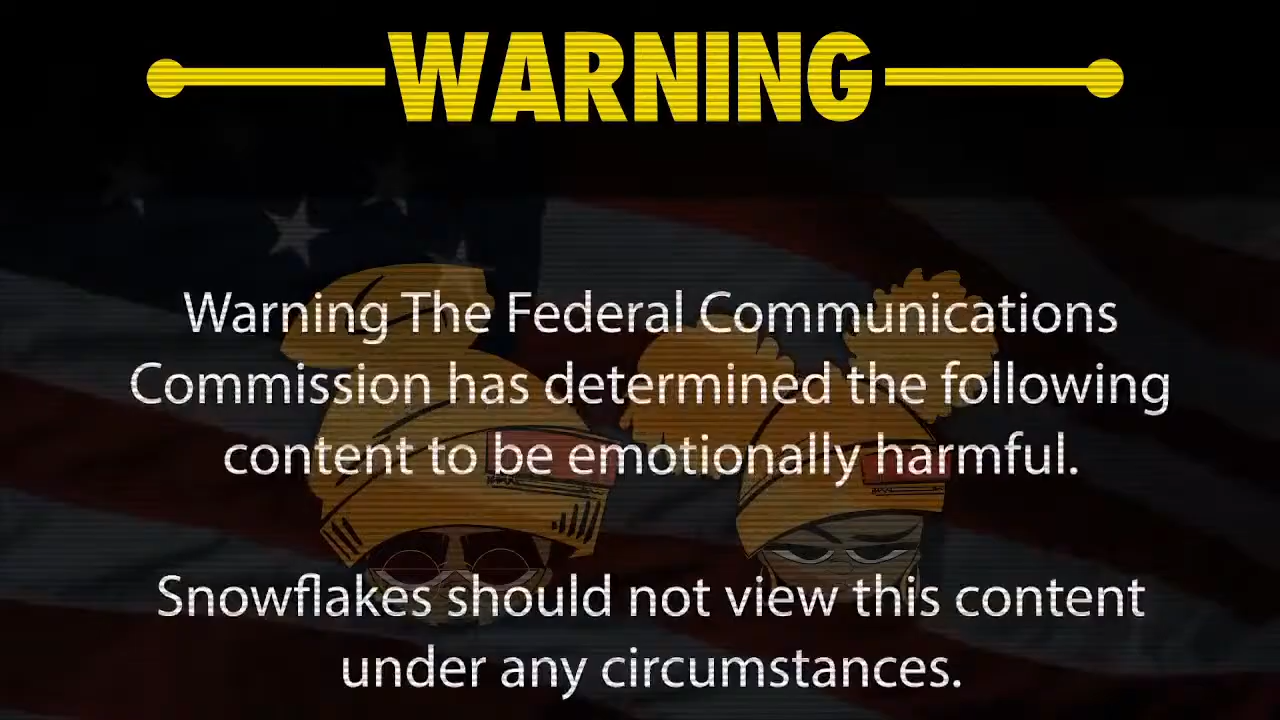 WARNING
Warning The Federal Communications
Commission has determined the following
content to be emotionally harmful.
Snowflakes should not view this content
under any circumstances.